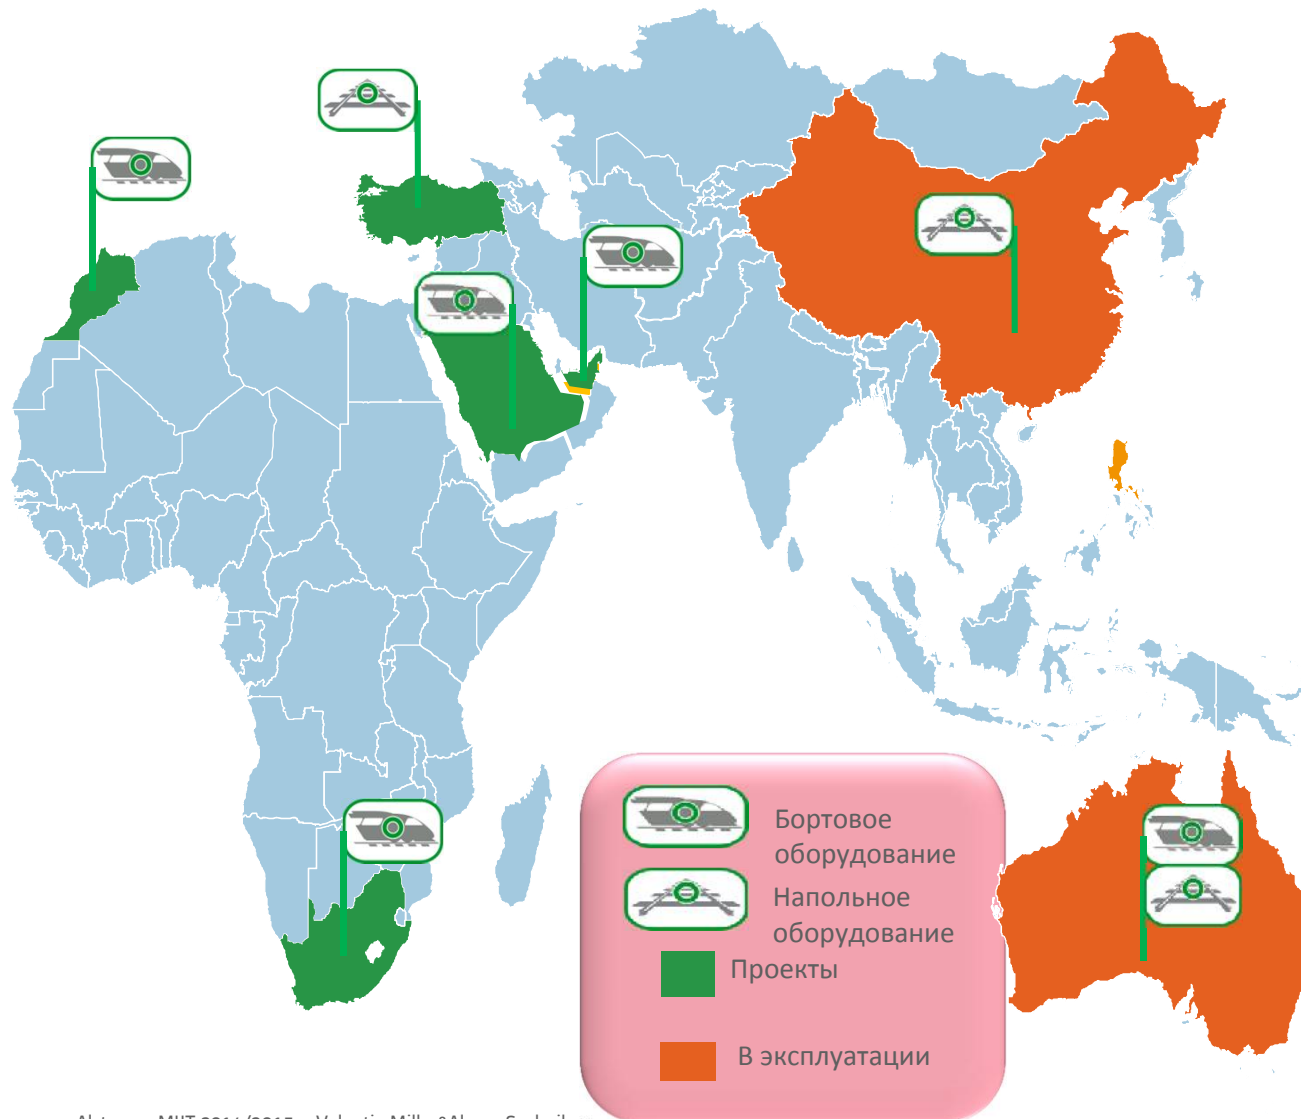 Бортовое
оборудование
Напольное
оборудование
Проекты
В эксплуатации